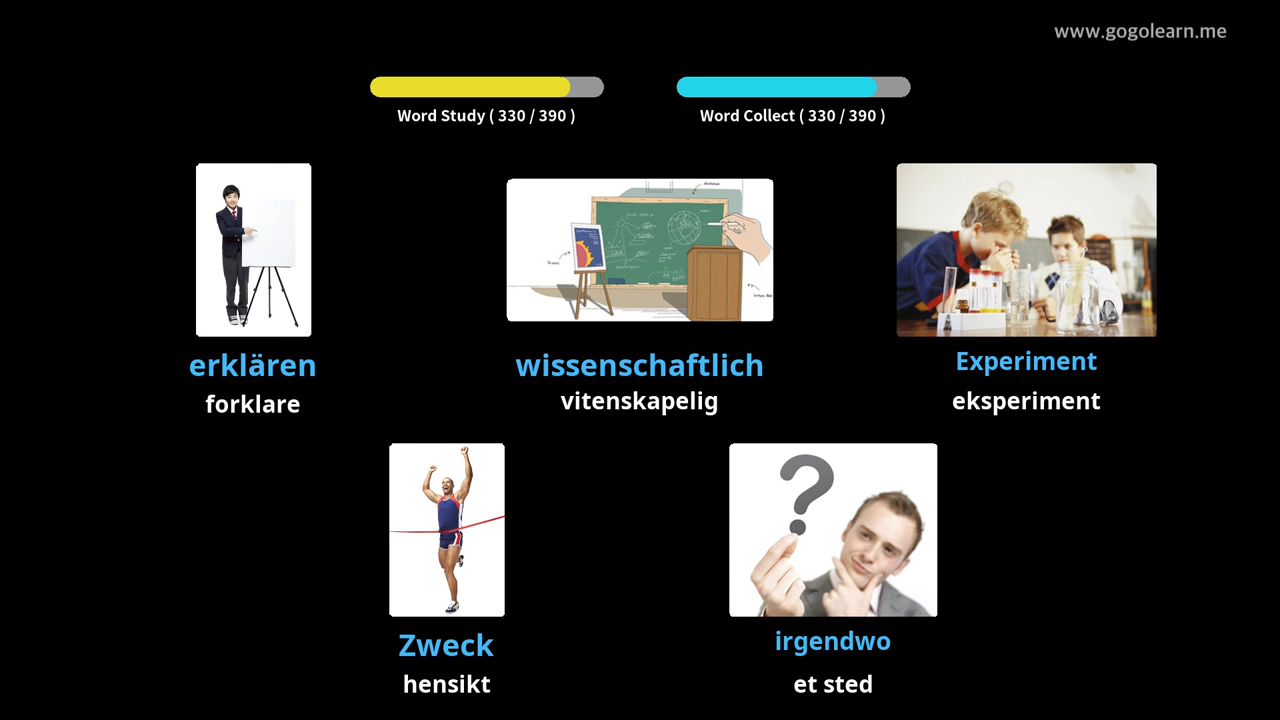 www.gogolearn.me
Word Study ( 330 / 390 )
Word Collect ( 330 / 390 )
erklären
forklare
wissenschaftlich
vitenskapelig
Experiment
eksperiment
Zweck
hensikt
irgendwo
et sted